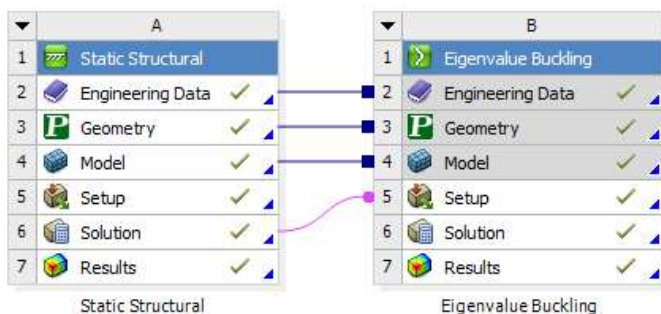 A
1 Static Structural
2 Engineering Data
3 Geometry
4 Model
5 Setup
6 Solution
7 Results
Static Structural
B
1 Eigenvalue Buckling
2 Engineering Data
3 Geometry
4 Model
5 Setup
6 Solution
7 Results
Eigenvalue Buckling